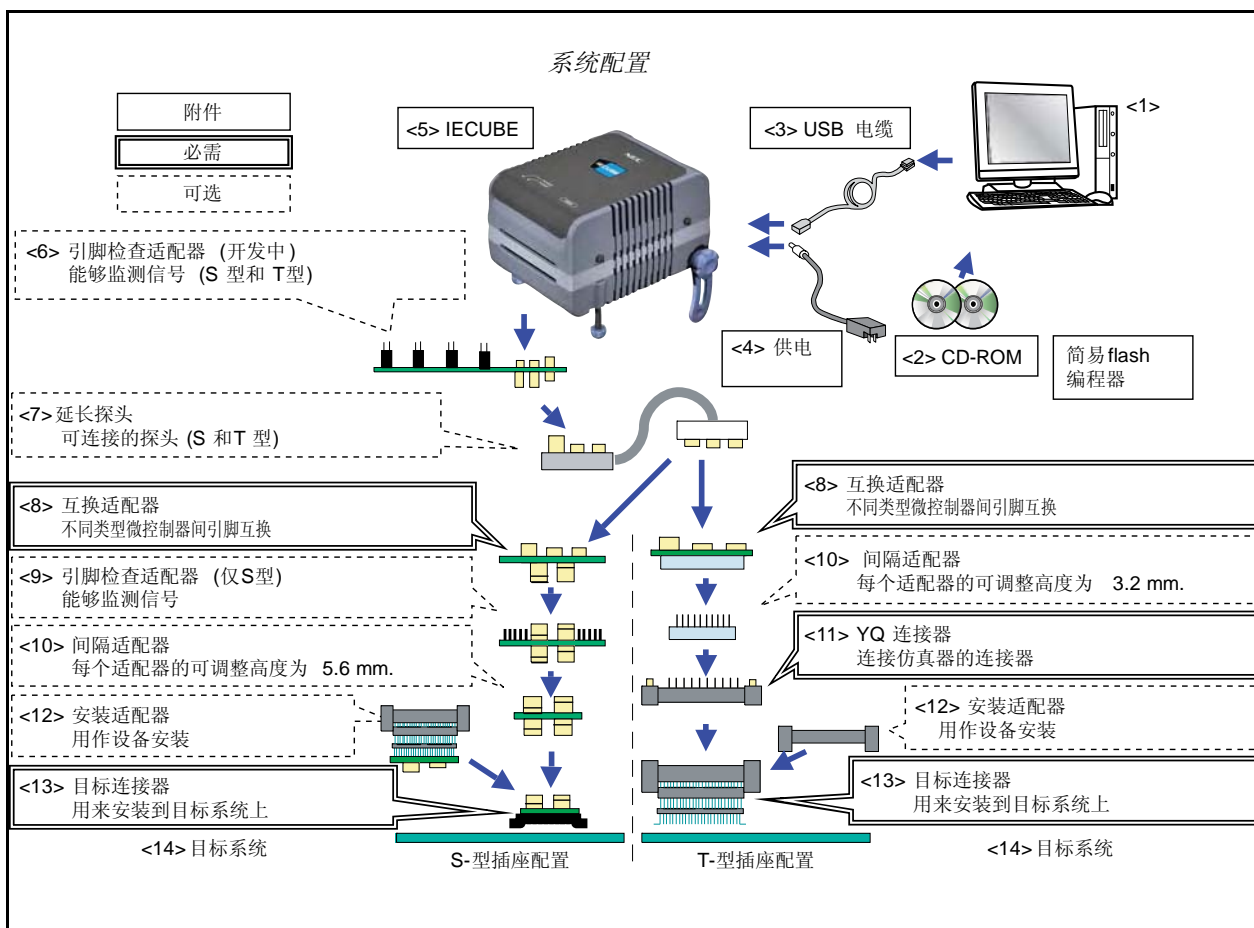 系统配置
附件
必需
可选
<5> IECUBE
<3> USB 电缆
<1>
NEC
<6> 引脚检查适配器 (开发中)
能够监测信号 (S 型和 T型)
<4> 供电
<2> CD-ROM
简易flash
编程器
<7> 延长探头
可连接的探头 (S 和T 型)
<8> 互换适配器
不同类型微控制器间引脚互换
<9> 引脚检查适配器 (仅S型)
能够监测信号
<10> 间隔适配器
每个适配器的可调整高度为 5.6 mm.
<12> 安装适配器
用作设备安装
<13> 目标连接器
用来安装到目标系统上
<14> 目标系统
S-型插座配置
<8> 互换适配器
不同类型微控制器间引脚互换
<10> 间隔适配器
每个适配器的可调整高度为 3.2 mm.
<11> YQ 连接器
连接仿真器的连接器
<12> 安装适配器
用作设备安装
<13> 目标连接器
用来安装到目标系统上
T-型插座配置
<14> 目标系统